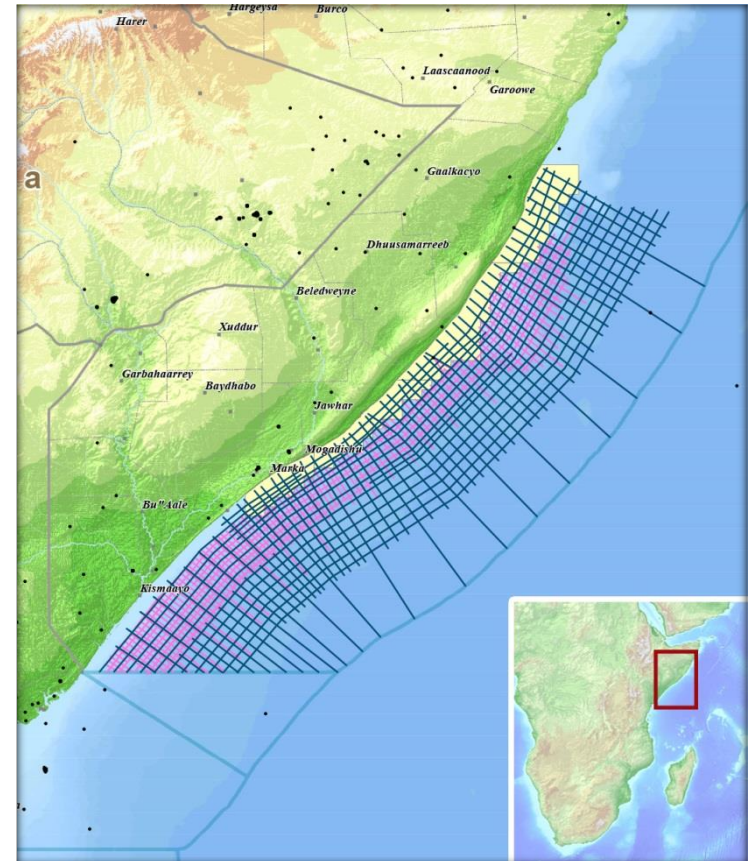 Hargeysa
Burco
Harer
Laascaanood
Garoowe
a
Gaalkacyo
Dhuusamarreeb
Beledweyne
Xuddur
Garbahaarrey
Baydhabo
Jawhar
Mogadishu
Marka
Bu''Aale
Kismaayo